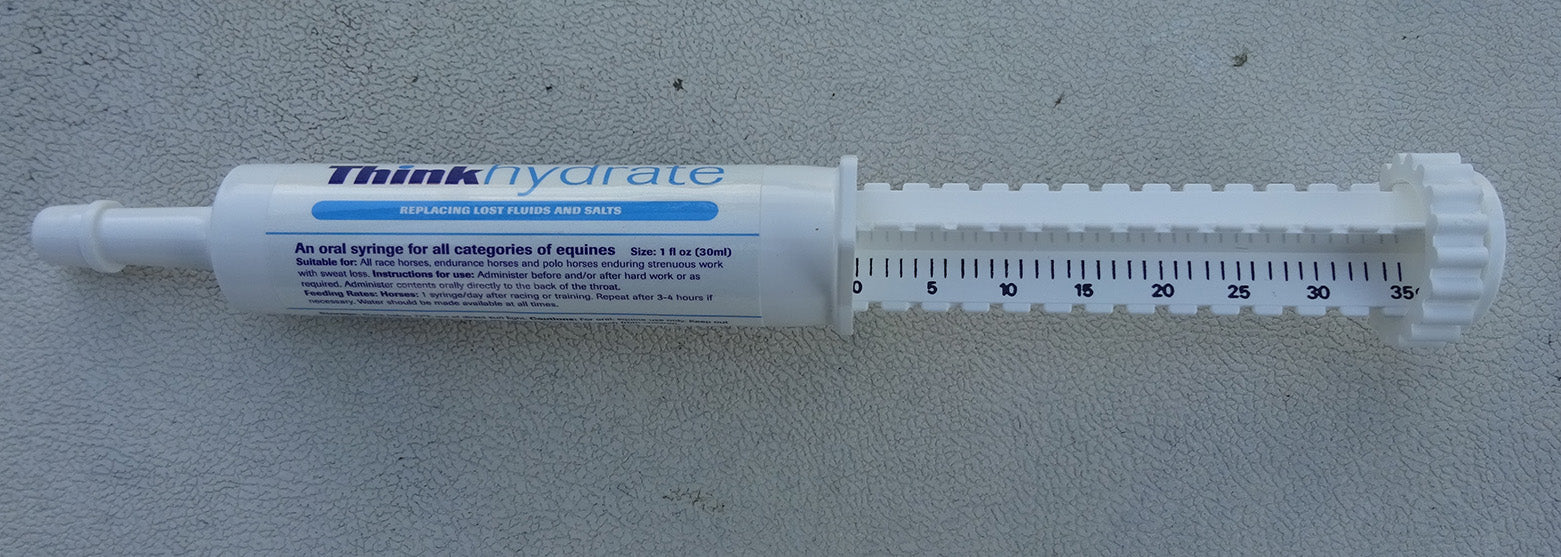 Thinkhydrate
REPLACING LOST FLUIDS AND SALTS
An oral syringe for all categories of equines Size: 1 fl oz (30ml)
Suitable for: All race horses, endurance horses and polo horses enduring strenuous work
with sweat loss. Instructions for use: Administer before and/or after hard work or as
required. Administer contents orally directly to the back of the throat.
Feeding Rates: Horses: 1 syringe/day after racing or training. Repeat after 3-4 hours if
necessary. Water should be made available at all times.
0 5 10 15 20 25 30 35